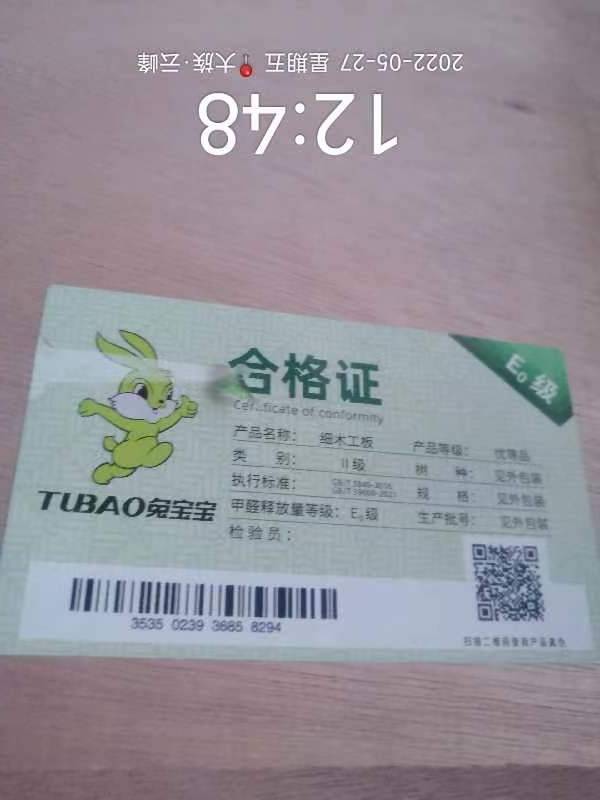 12:48
2022-05-27 星期五 大族·云峰
E₀级
合格证
Certificate of conformity
TUBAO兔宝宝
产品名称： 细木工板 产品等级： 优等品
类 别： II级 树 种： 见外包装
执行标准： 规 格： 见外包装
甲醛释放量等级： E₀级 生产批号： 见外包装
检验员：
3535 0239 3685 8294